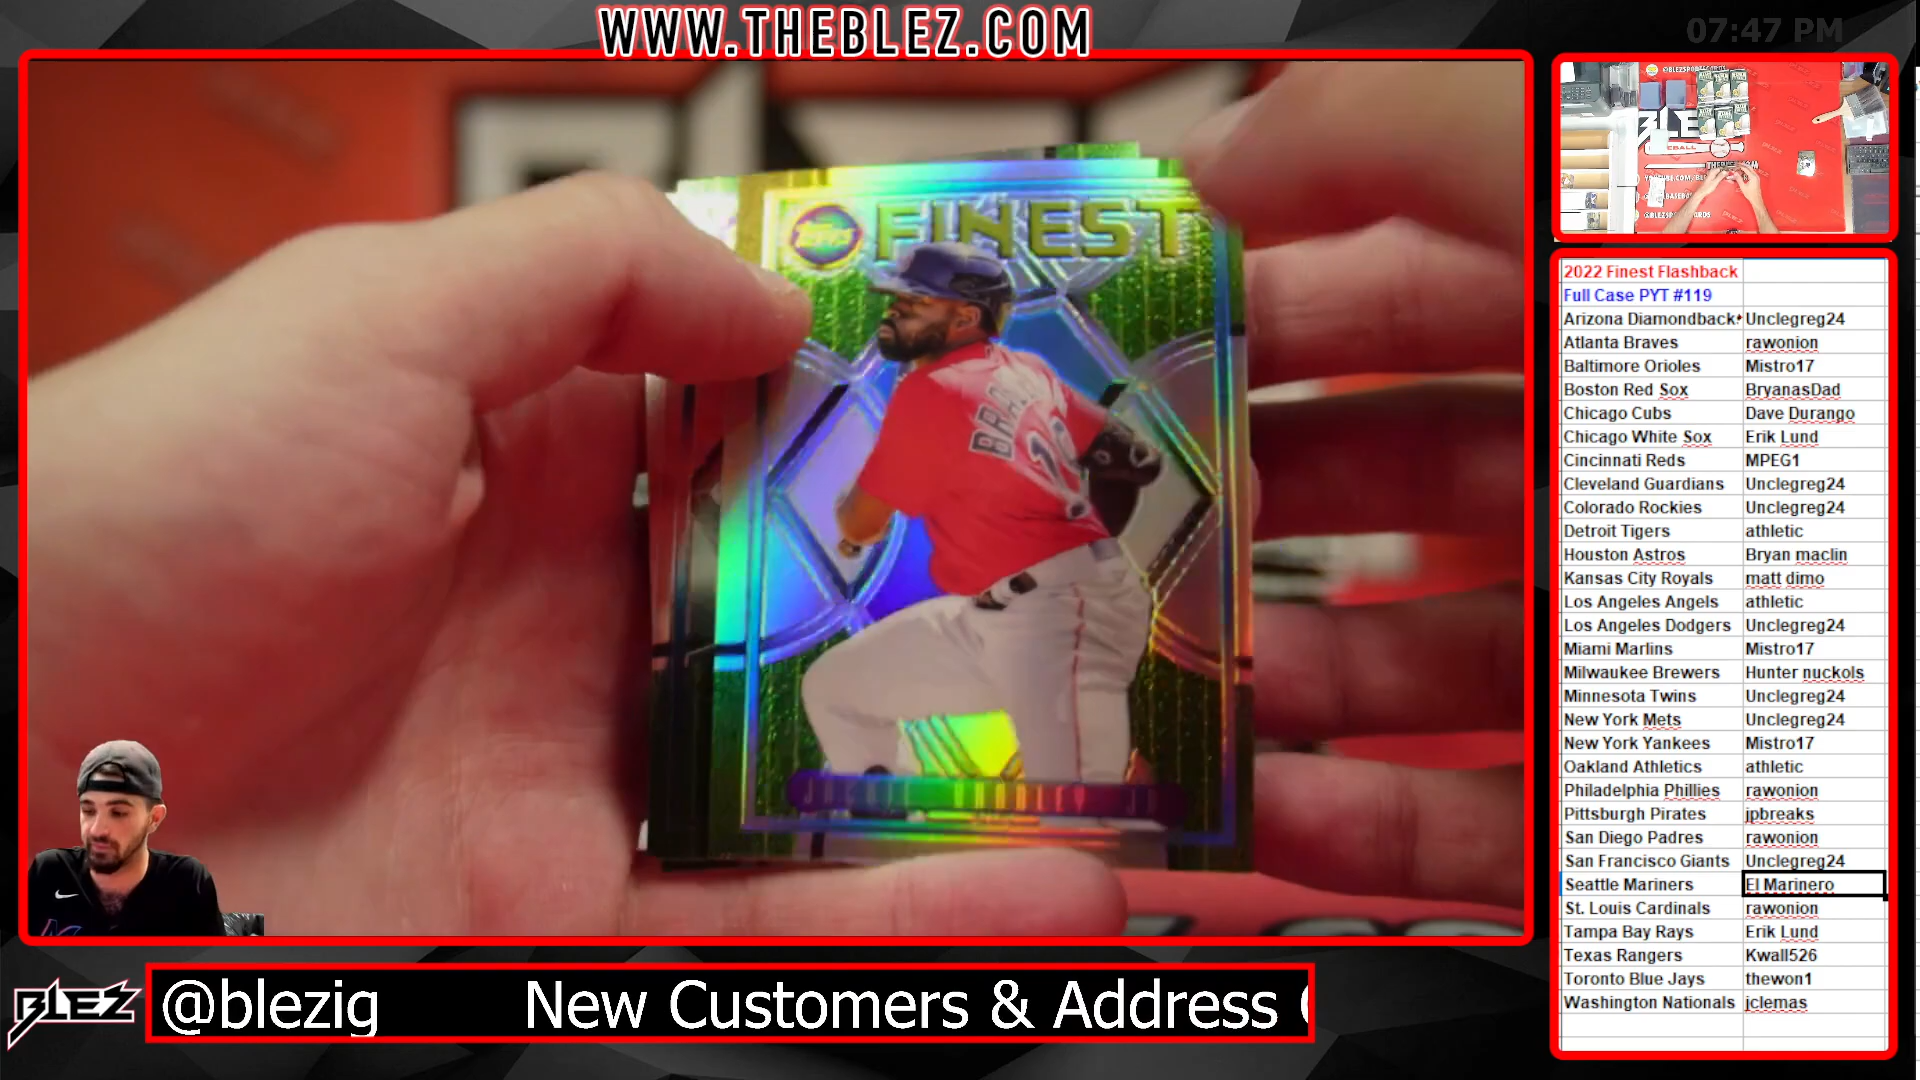 WWW.THEBLEZ.COM
07:47 PM
Topps FINEST
2022 Finest Flashback
Full Case PYT #119
Arizona Diamondback Unclegreg24
Atlanta Braves rawonion
Baltimore Orioles Mistro17
Boston Red Sox BryanasDad
Chicago Cubs Dave Durango
Chicago White Sox Erik Lund
Cincinnati Reds MPEG1
Cleveland Guardians Unclegreg24
Colorado Rockies Unclegreg24
Detroit Tigers athletic
Houston Astros Bryan maclin
Kansas City Royals matt dimo
Los Angeles Angels athletic
Los Angeles Dodgers Unclegreg24
Miami Marlins Mistro17
Milwaukee Brewers Hunter nuckols
Minnesota Twins Unclegreg24
New York Mets Unclegreg24
New York Yankees Mistro17
Oakland Athletics athletic
Philadelphia Phillies rawonion
Pittsburgh Pirates jpbreaks
San Diego Padres rawonion
San Francisco Giants Unclegreg24
Seattle Mariners El Marinero
St. Louis Cardinals rawonion
Tampa Bay Rays Erik Lund
Texas Rangers Kwall526
Toronto Blue Jays thewon1
Washington Nationals jclemas
BLEZ @blezig New Customers & Address